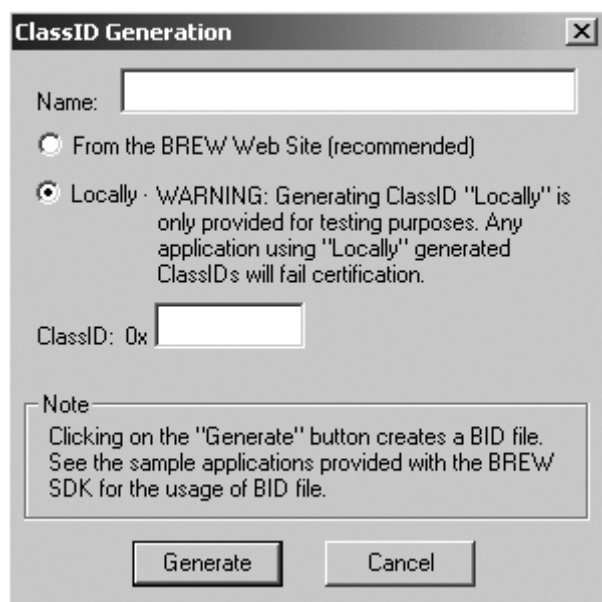 ClassID Generation
Name:
From the BREW Web Site (recommended)
Locally · WARNING: Generating ClassID "Locally" is
only provided for testing purposes. Any
application using "Locally" generated
ClassIDs will fail certification.
ClassID: 0x
Note
Clicking on the "Generate" button creates a BID file.
See the sample applications provided with the BREW
SDK for the usage of BID file.
Generate Cancel